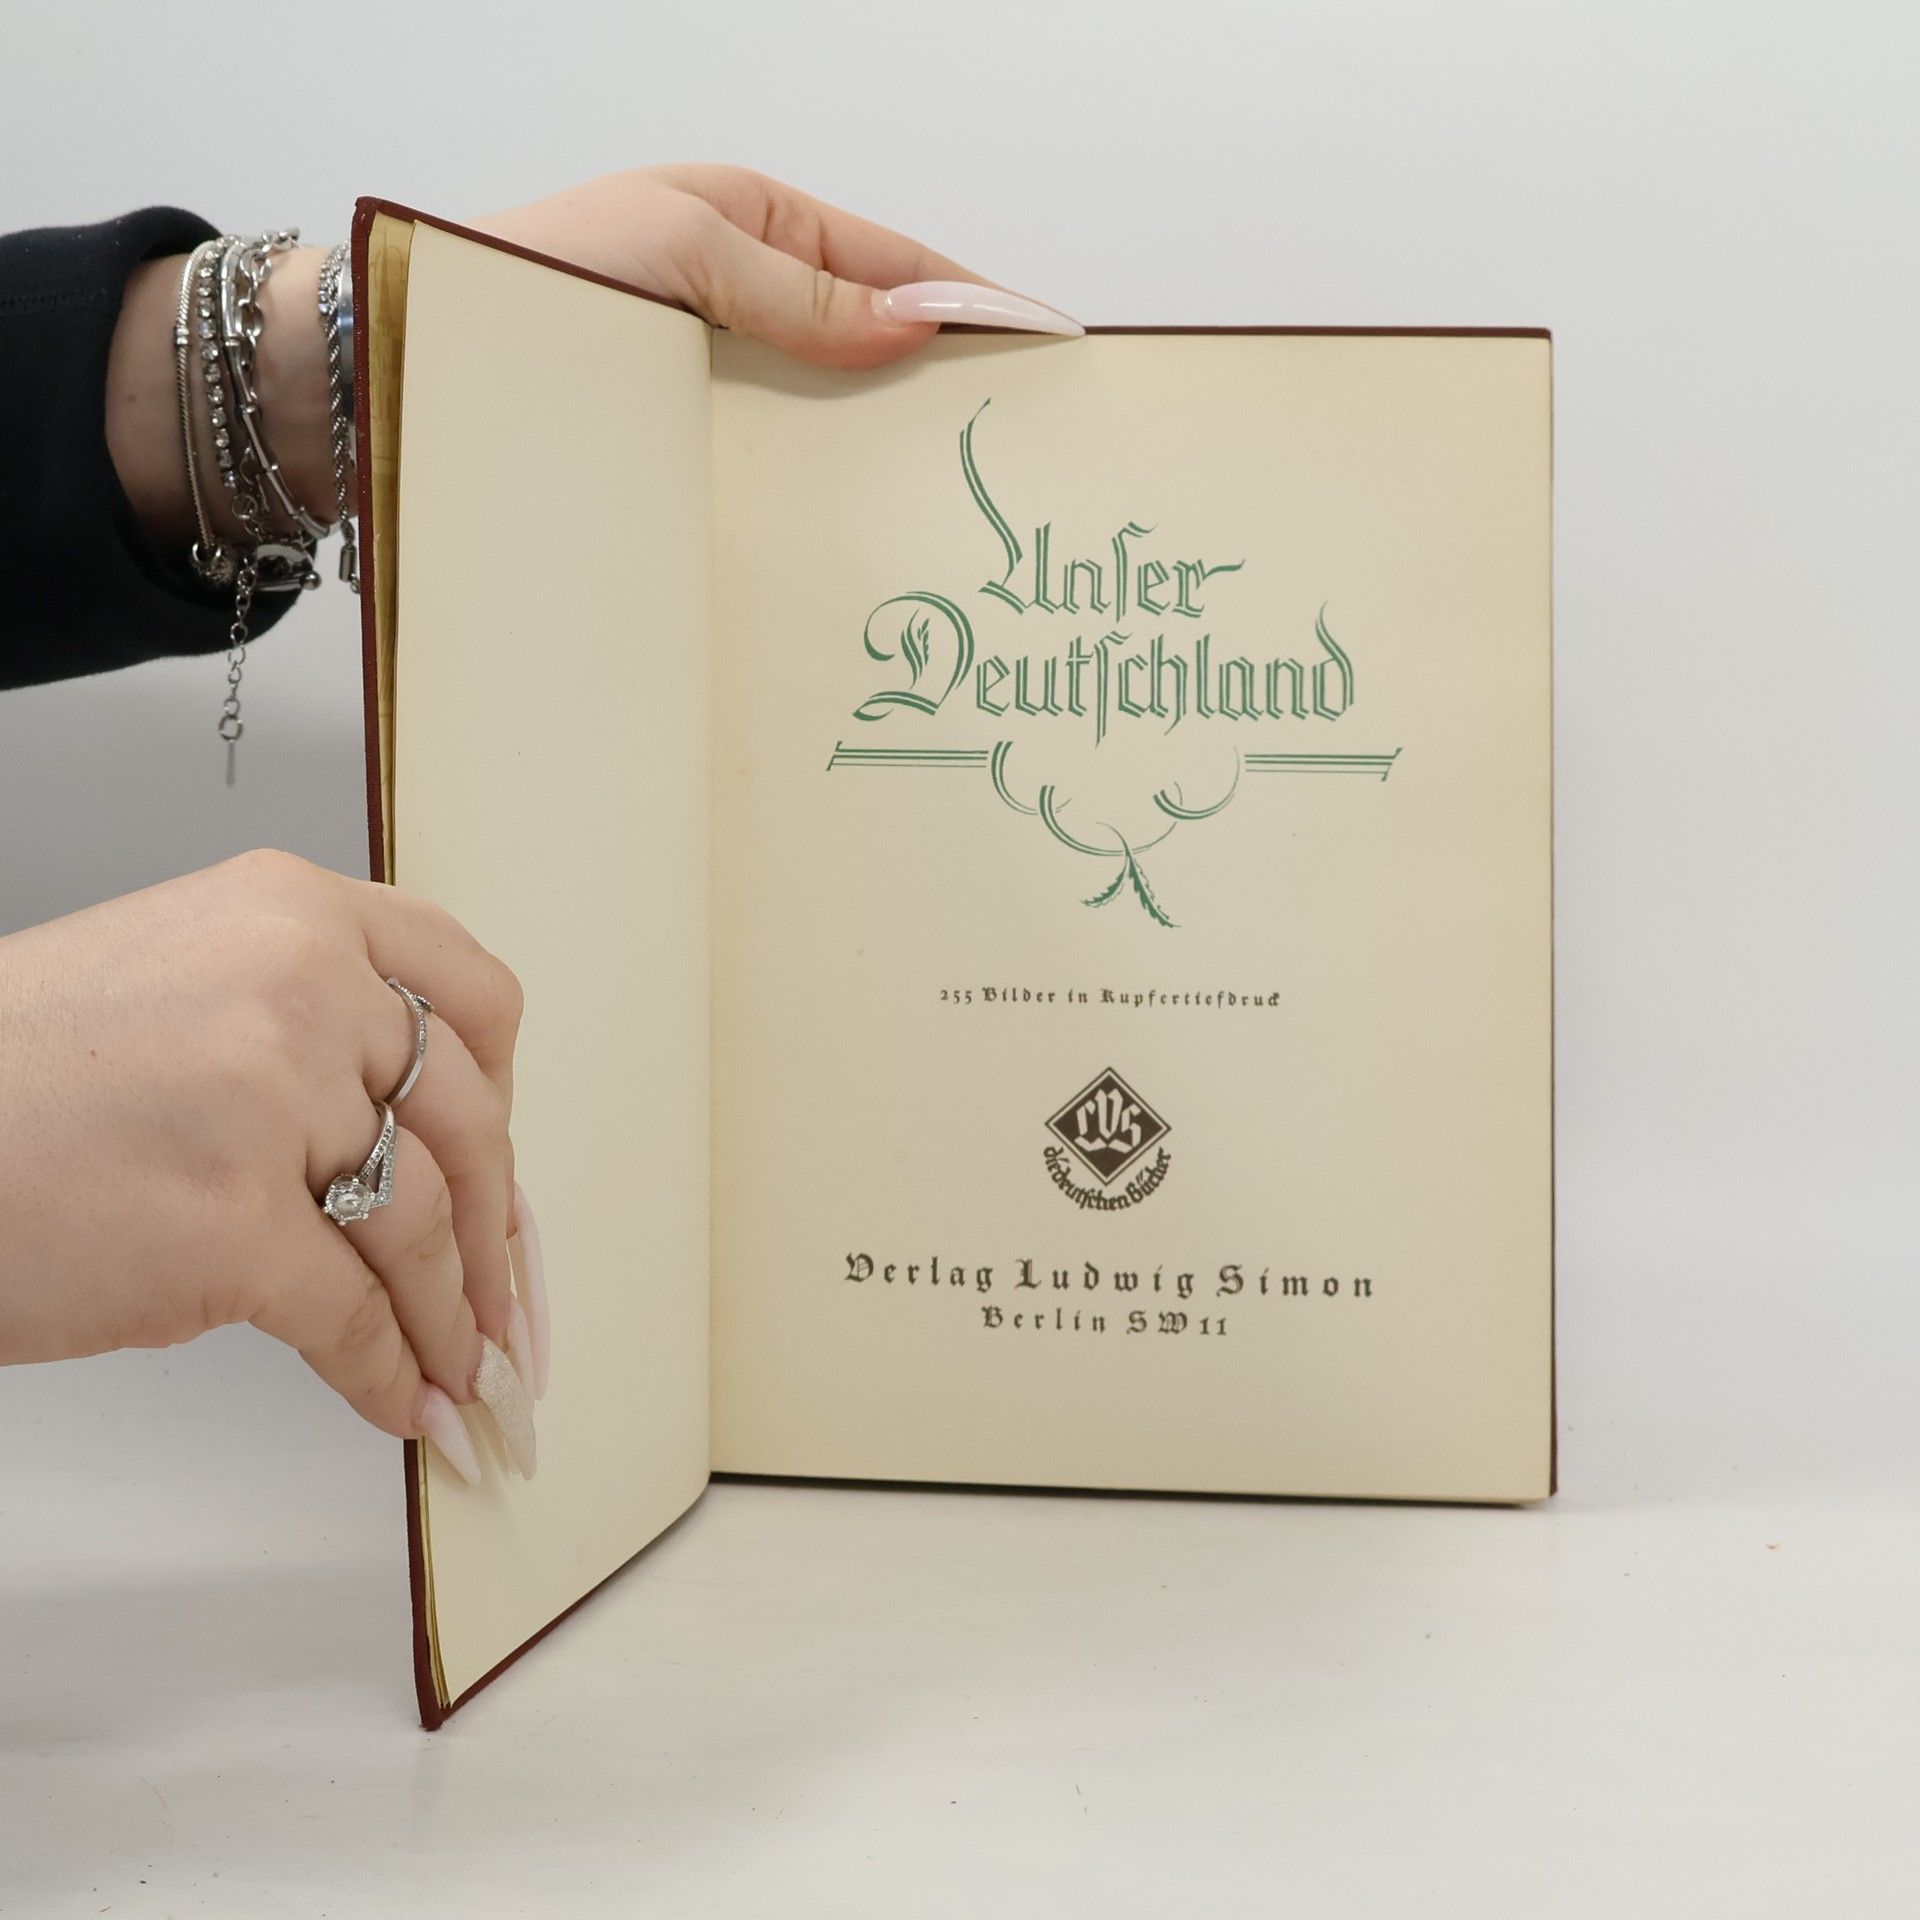 Unſer
Deutſchland
255 Bilder in Kupfertiefdruck
LVS
die deutſchen Bücher
Verlag Ludwig Simon
Berlin SW 11